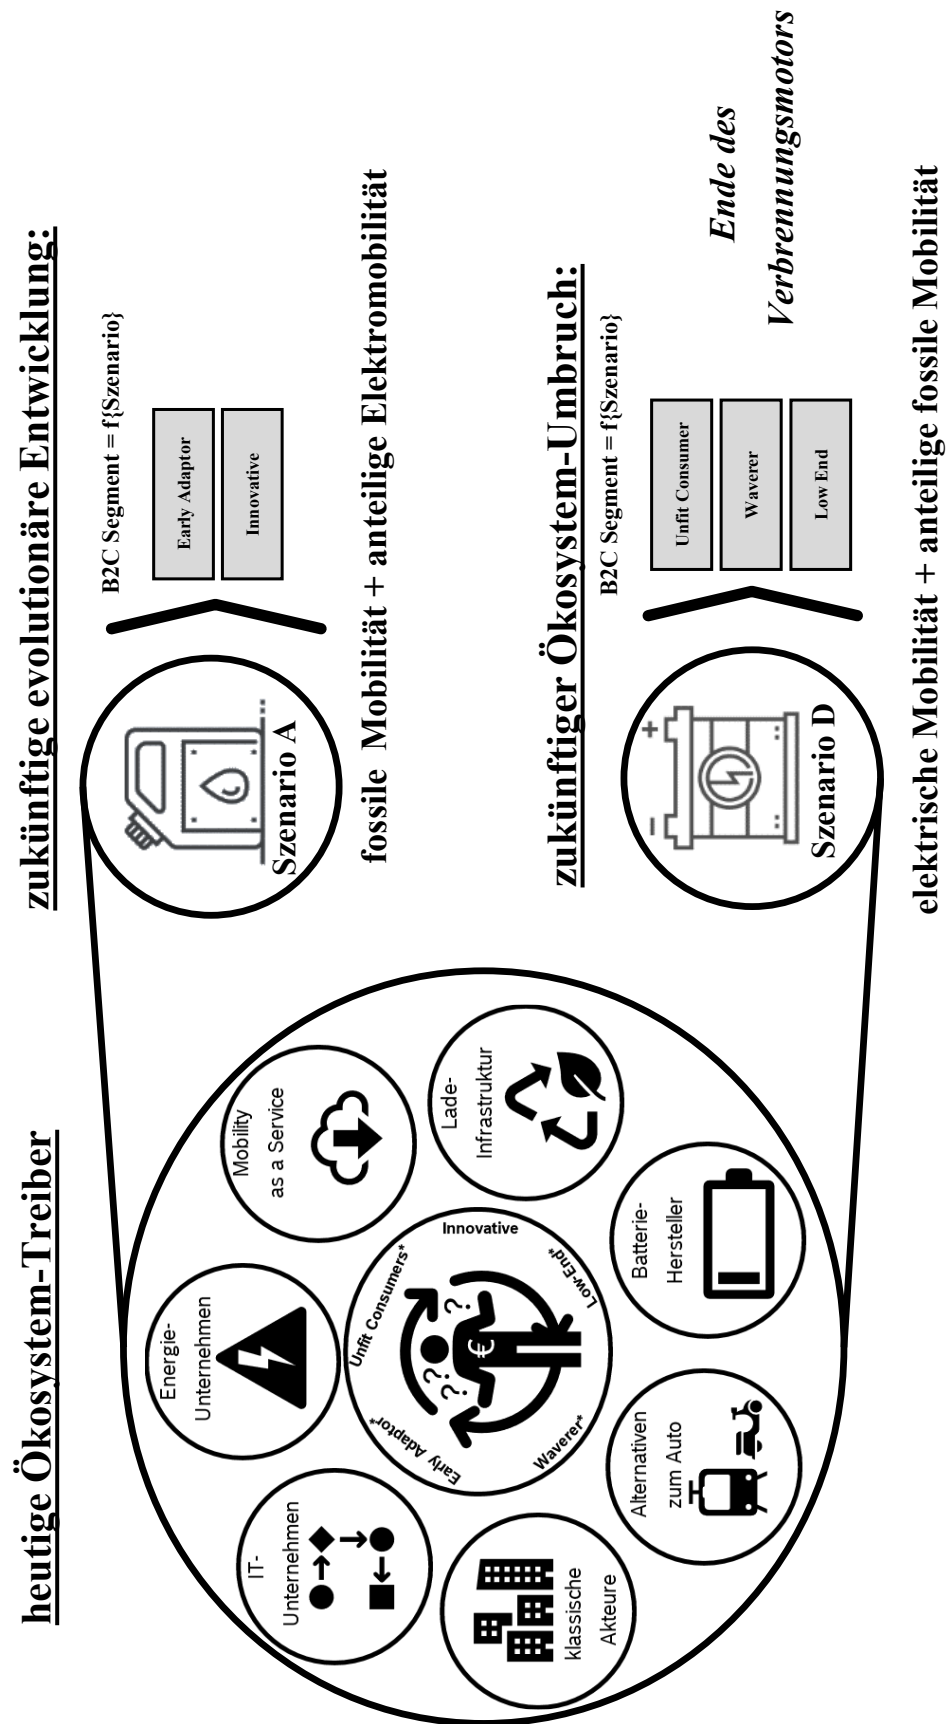 heutige Ökosystem-Treiber
IT-
Unternehmen
Energie-
Unternehmen
Mobility
as a Service
Lade-
Infrastruktur
Batterie-
Hersteller
Alternativen
zum Auto
klassische
Akteure
Early Adaptor*
Unfit Consumers*
Innovative
Low-End*
Waverer*
?
?
?
€
zukünftige evolutionäre Entwicklung:
Szenario A
B2C Segment = f{Szenario}
Early Adaptor
Innovative
fossile Mobilität + anteilige Elektromobilität
zukünftiger Ökosystem-Umbruch:
− +
Szenario D
B2C Segment = f{Szenario}
Unfit Consumer
Waverer
Low End
Ende des
Verbrennungsmotors
elektrische Mobilität + anteilige fossile Mobilität